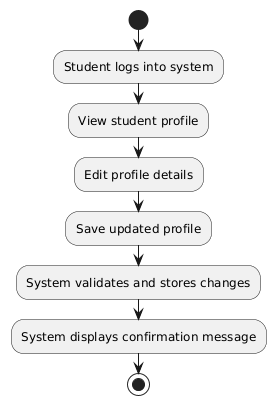 Student logs into system
View student profile
Edit profile details
Save updated profile
System validates and stores changes
System displays confirmation message